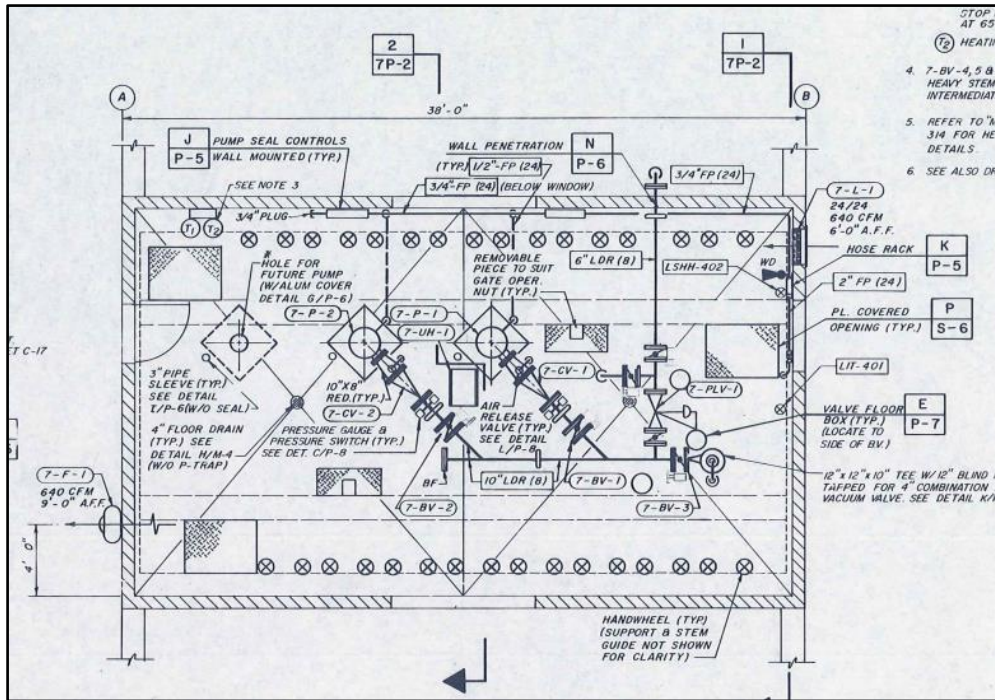 STOP
AT 65
T2 HEATI
2
7P-2
1
7P-2
4. 7-BV-4, 5 &
HEAVY STEM
INTERMEDIAT
A
38'-0"
B
J
P-5
PUMP SEAL CONTROLS
WALL MOUNTED (TYP.)
WALL PENETRATION
(TYP.)
N
P-6
5. REFER TO "M
314 FOR HE
DETAILS.
1/2"-FP (24)
3/4"-FP (24) (BELOW WINDOW)
3/4" FP (24)
6. SEE ALSO DR
SEE NOTE 3
3/4" PLUG
7-L-1
24/24
640 CFM
6'-0" A.F.F.
T1 T2
HOSE RACK
K
P-5
HOLE FOR
FUTURE PUMP
(W/ALUM COVER
DETAIL G/P-6)
REMOVABLE
PIECE TO SUIT
GATE OPER.
NUT (TYP.)
6" LDR (8)
WD
LSHH-402
2" FP (24)
7-P-2
7-P-1
7-UH-1
PL. COVERED
OPENING (TYP.)
P
S-6
ET C-17
3" PIPE
SLEEVE (TYP.)
SEE DETAIL
T/P-6 (W/O SEAL)
10"X8"
RED. (TYP.)
7-CV-2
7-CV-1
7-PLV-1
LIT-401
4" FLOOR DRAIN
(TYP.) SEE
DETAIL H/M-4
(W/O P-TRAP)
PRESSURE GAUGE &
PRESSURE SWITCH (TYP.)
SEE DET. C/P-8
AIR
RELEASE
VALVE (TYP.)
SEE DETAIL
L/P-8
VALVE FLOOR
BOX (TYP.)
(LOCATE TO
SIDE OF BV.)
E
P-7
7-F-1
640 CFM
9'-0" A.F.F.
BF
10" LDR (8)
7-BV-1
7-BV-2
7-BV-3
12" x 12" x 10" TEE W/12" BLIND
TAPPED FOR 4" COMBINATION
VACUUM VALVE. SEE DETAIL K/
4'-0"
HANDWHEEL (TYP)
(SUPPORT & STEM
GUIDE NOT SHOWN
FOR CLARITY)